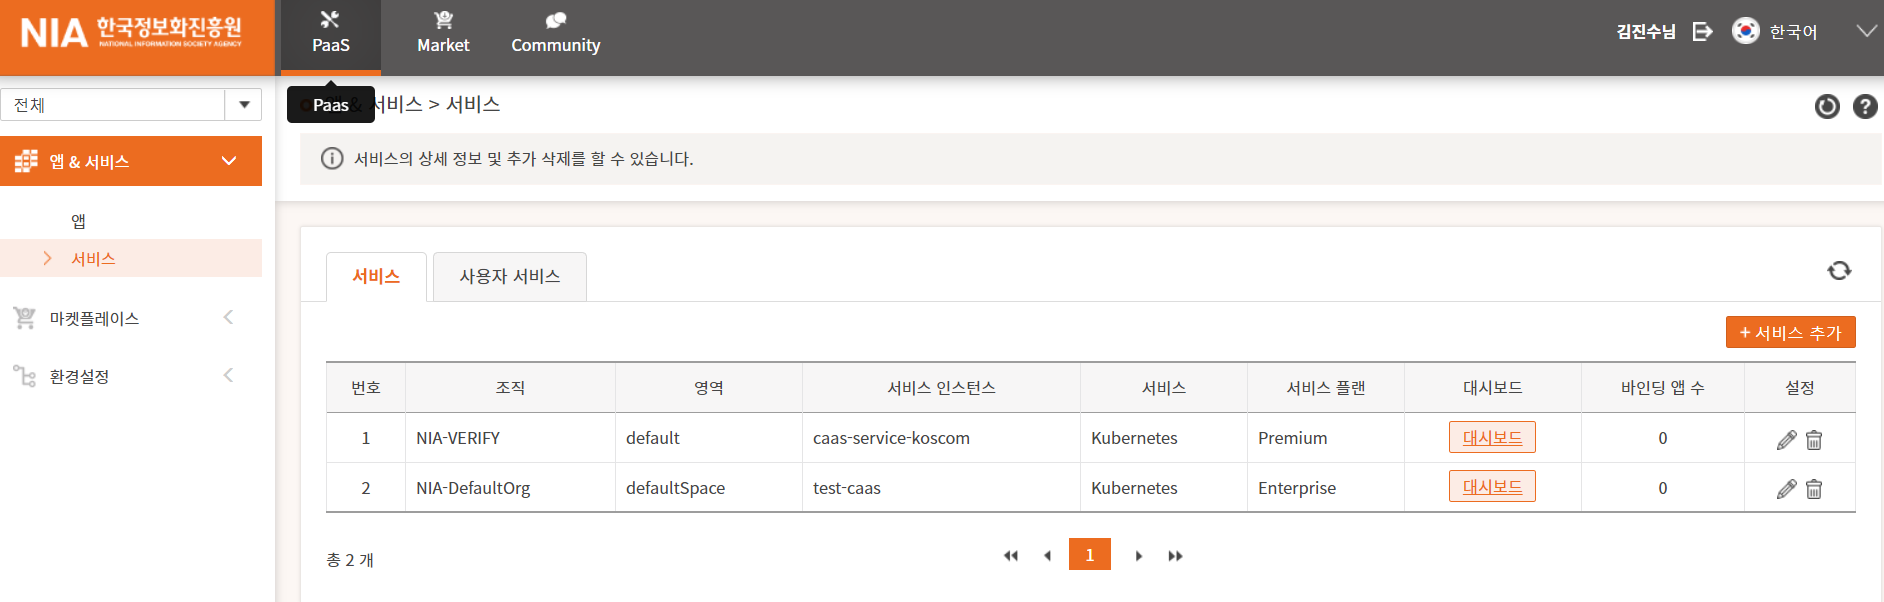 NIA 한국정보화진흥원
NATIONAL INFORMATION SOCIETY AGENCY
PaaS
Market
Community
김진수님
한국어
전체
Paas
& 서비스 > 서비스
앱 & 서비스
서비스의 상세 정보 및 추가 삭제를 할 수 있습니다.
앱
서비스
마켓플레이스
환경설정
서비스
사용자 서비스
+ 서비스 추가
번호 조직 영역 서비스 인스턴스 서비스 서비스 플랜 대시보드 바인딩 앱 수 설정
1 NIA-VERIFY default caas-service-koscom Kubernetes Premium 대시보드 0
2 NIA-DefaultOrg defaultSpace test-caas Kubernetes Enterprise 대시보드 0
총 2 개
1